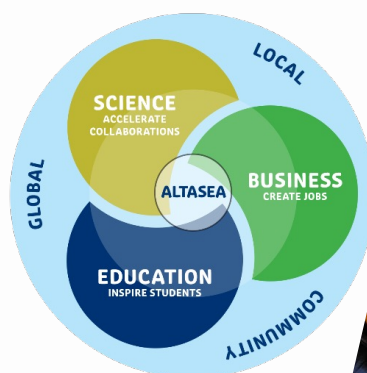 LOCAL
SCIENCE
ACCELERATE
COLLABORATIONS
GLOBAL
ALTASEA
BUSINESS
CREATE JOBS
EDUCATION
INSPIRE STUDENTS
COMMUNITY